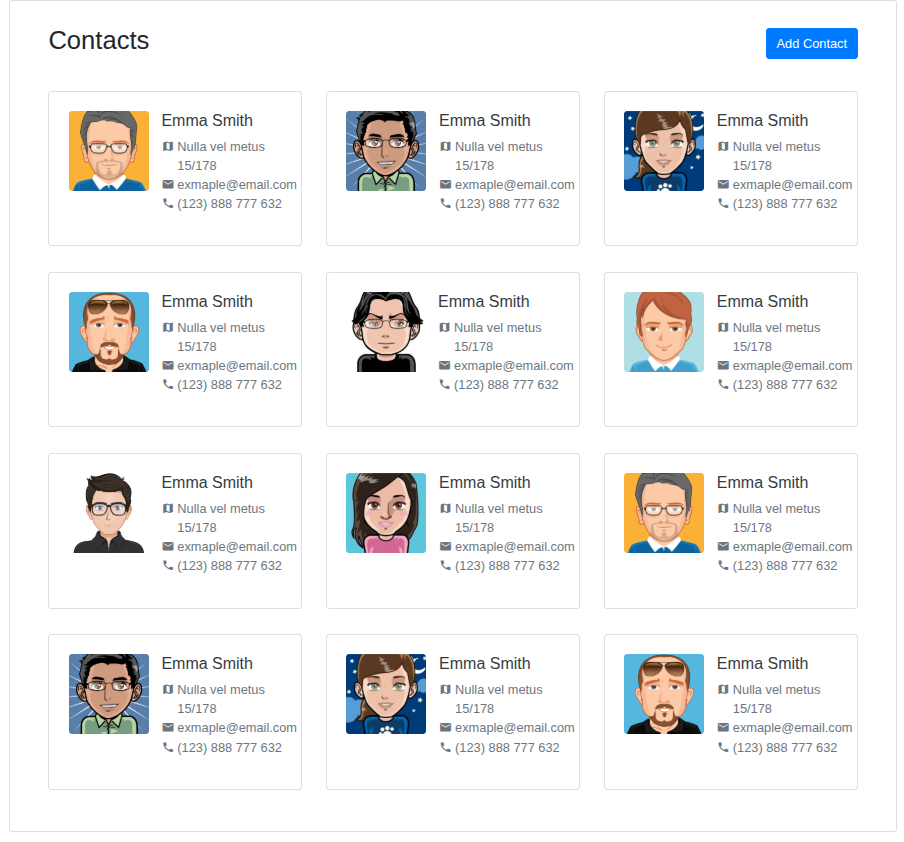 Contacts
Add Contact
Emma Smith
Nulla vel metus
15/178
exmaple@email.com
(123) 888 777 632
Emma Smith
Nulla vel metus
15/178
exmaple@email.com
(123) 888 777 632
Emma Smith
Nulla vel metus
15/178
exmaple@email.com
(123) 888 777 632
Emma Smith
Nulla vel metus
15/178
exmaple@email.com
(123) 888 777 632
Emma Smith
Nulla vel metus
15/178
exmaple@email.com
(123) 888 777 632
Emma Smith
Nulla vel metus
15/178
exmaple@email.com
(123) 888 777 632
Emma Smith
Nulla vel metus
15/178
exmaple@email.com
(123) 888 777 632
Emma Smith
Nulla vel metus
15/178
exmaple@email.com
(123) 888 777 632
Emma Smith
Nulla vel metus
15/178
exmaple@email.com
(123) 888 777 632
Emma Smith
Nulla vel metus
15/178
exmaple@email.com
(123) 888 777 632
Emma Smith
Nulla vel metus
15/178
exmaple@email.com
(123) 888 777 632
Emma Smith
Nulla vel metus
15/178
exmaple@email.com
(123) 888 777 632